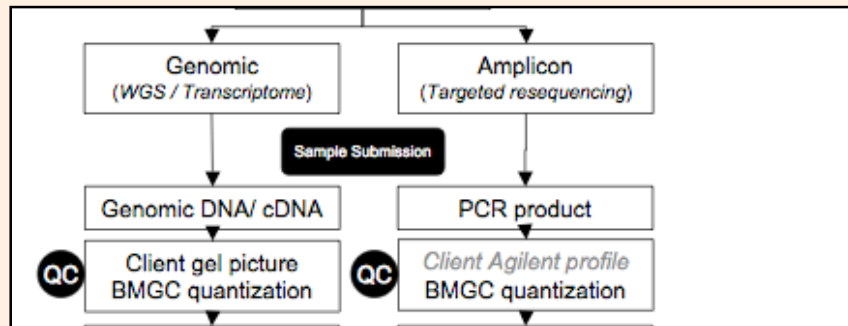 Genomic
(WGS / Transcriptome)
Amplicon
(Targeted resequencing)
Sample Submission
Genomic DNA/ cDNA
PCR product
QC
Client gel picture
BMGC quantization
QC
Client Agilent profile
BMGC quantization